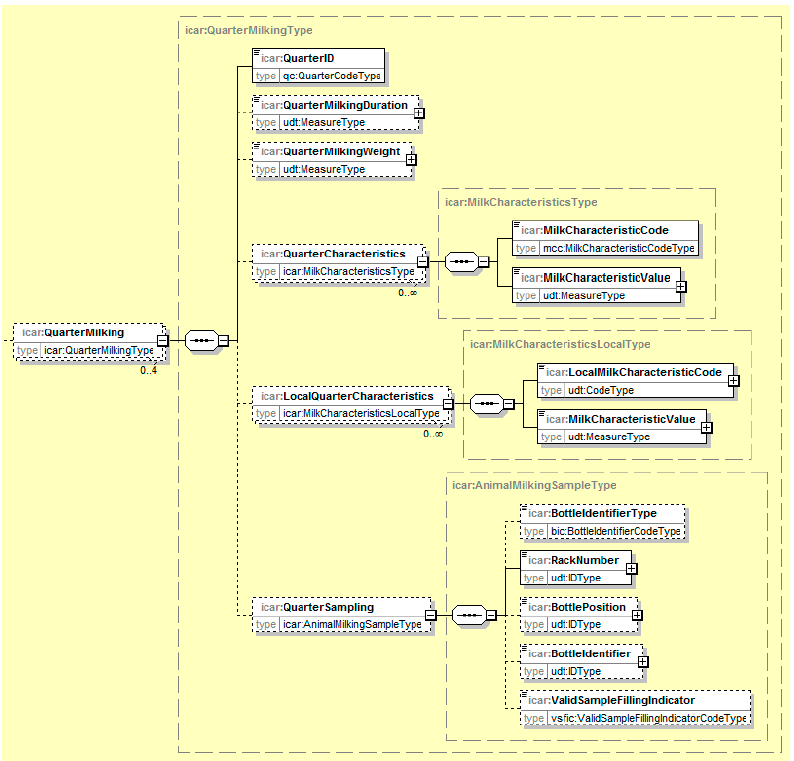 icar:QuarterMilkingType
icar:QuarterID
type qc:QuarterCodeType
icar:QuarterMilkingDuration
type udt:MeasureType
icar:QuarterMilkingWeight
type udt:MeasureType
icar:MilkCharacteristicsType
icar:MilkCharacteristicCode
type mcc:MilkCharacteristicCodeType
icar:QuarterCharacteristics
type icar:MilkCharacteristicsType
0..∞
icar:MilkCharacteristicValue
type udt:MeasureType
icar:QuarterMilking
type icar:QuarterMilkingType
0..4
icar:MilkCharacteristicsLocalType
icar:LocalMilkCharacteristicCode
type udt:CodeType
icar:LocalQuarterCharacteristics
type icar:MilkCharacteristicsLocalType
0..∞
icar:MilkCharacteristicValue
type udt:MeasureType
icar:AnimalMilkingSampleType
icar:BottleIdentifierType
type bic:BottleIdentifierCodeType
icar:RackNumber
type udt:IDType
icar:QuarterSampling
type icar:AnimalMilkingSampleType
icar:BottlePosition
type udt:IDType
icar:BottleIdentifier
type udt:IDType
icar:ValidSampleFillingIndicator
type vsfic:ValidSampleFillingIndicatorCodeType